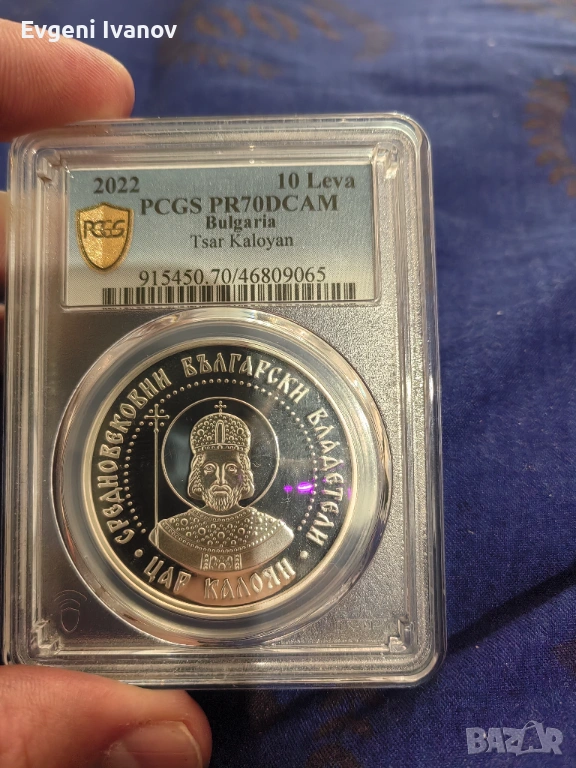 Evgeni Ivanov
2022 10 Leva
PCGS PR70DCAM
Bulgaria
Tsar Kaloyan
PCGS
915450.70/46809065
СРЕДНОВЕКОВНИ БЪЛГАРСКИ ВЛАДЕТЕЛИ
ЦАР КАЛОЯН
BAZAR